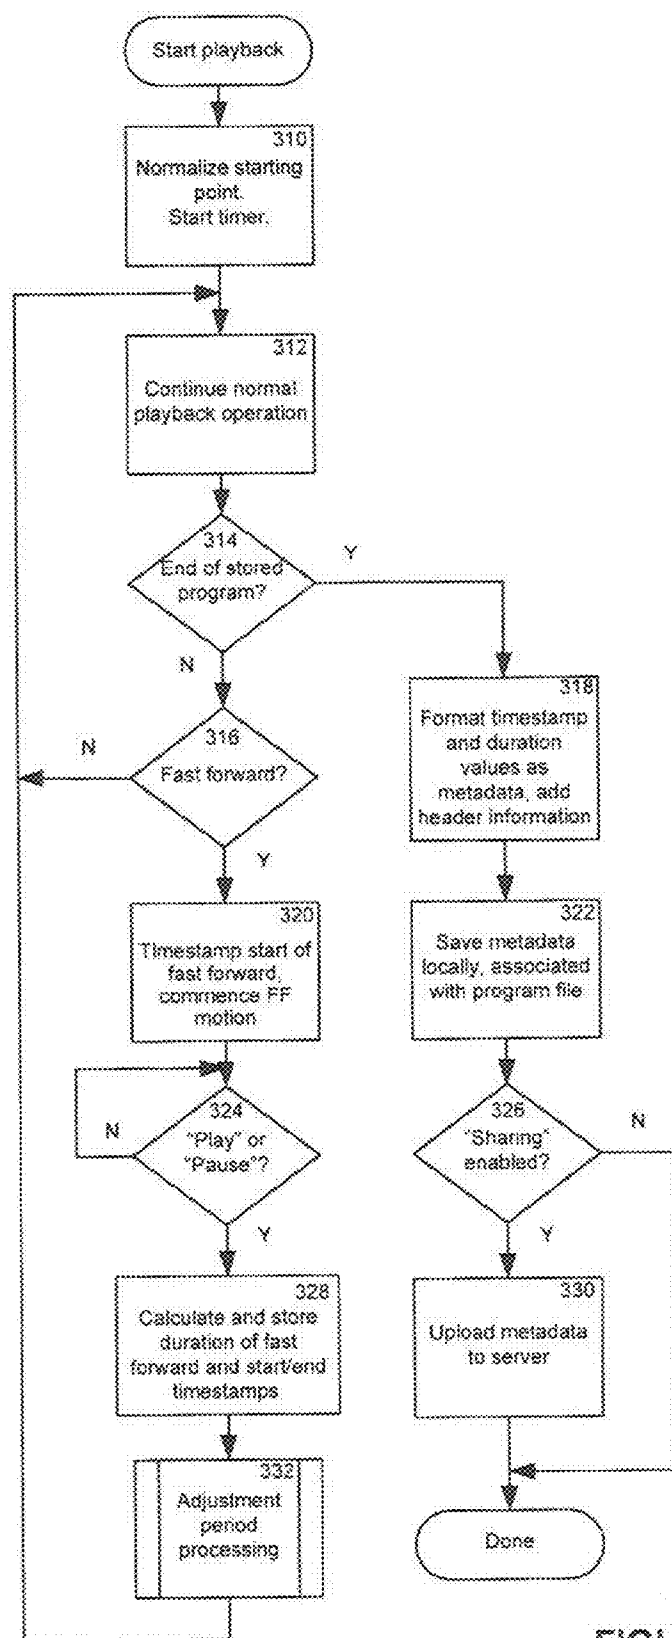 Start playback
310
Normalize starting
point.
Start timer.
312
Continue normal
playback operation
314
End of stored
program?
Y
N
316
Fast forward?
N
Y
318
Format timestamp
and duration
values as
metadata, add
header information
320
Timestamp start of
fast forward,
commence FF
motion
322
Save metadata
locally, associated
with program file
324
"Play" or
"Pause"?
N
Y
326
"Sharing"
enabled?
N
Y
328
Calculate and store
duration of fast
forward and start/end
timestamps
330
Upload metadata
to server
332
Adjustment
period
processing
Done